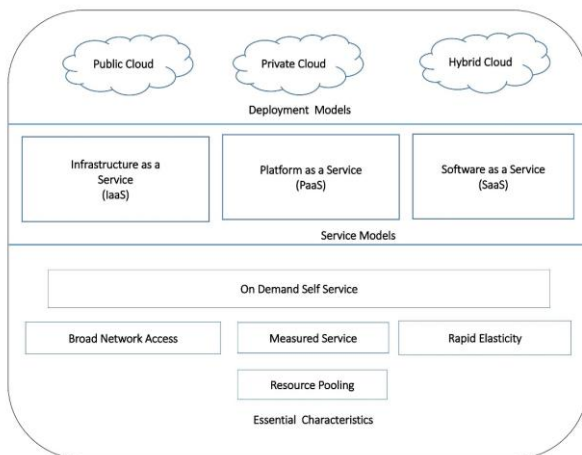 Public Cloud
Private Cloud
Hybrid Cloud
Deployment Models
Infrastructure as a
Service
(IaaS)
Platform as a Service
(PaaS)
Software as a Service
(SaaS)
Service Models
On Demand Self Service
Broad Network Access
Measured Service
Rapid Elasticity
Resource Pooling
Essential Characteristics